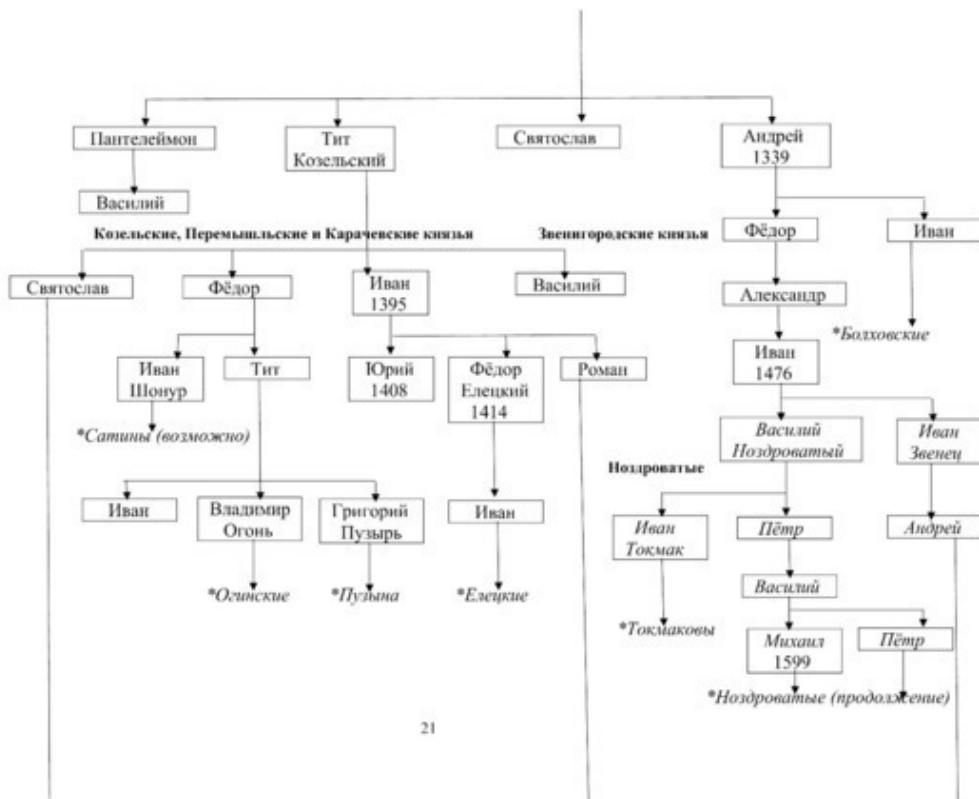 Пантелеймон
Тит
Козельский
Святослав
Андрей
1339
Василий
Козельские, Перемышльские и Карачевские князья
Звенигородские князья
Фёдор
Иван
Святослав
Фёдор
Иван
1395
Василий
Александр
*Болховские
Иван
Шонур
Тит
Юрий
1408
Фёдор
Елецкий
1414
Роман
Иван
1476
*Сатины (возможно)
Василий
Ноздроватый
Иван
Звенец
Ноздроватые
Иван
Владимир
Огонь
Григорий
Пузырь
Иван
Иван
Токмак
Пётр
Андрей
*Огинские
*Пузына
*Елецкие
Василий
*Токмаковы
Михаил
1599
Пётр
*Ноздроватые (продолжение)
21